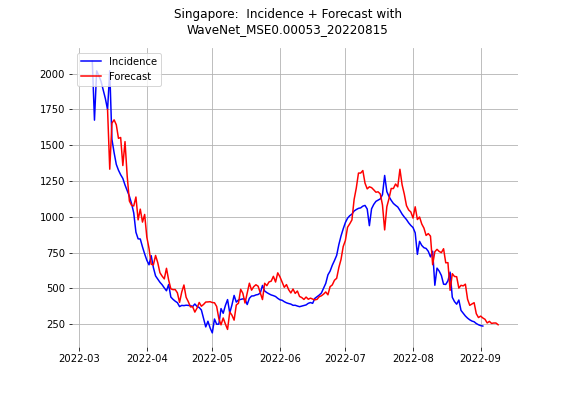 Singapore:  Incidence + Forecast with
WaveNet_MSE0.00053_20220815
Incidence
Forecast
2000
1750
1500
1250
1000
750
500
250
2022-03 2022-04 2022-05 2022-06 2022-07 2022-08 2022-09